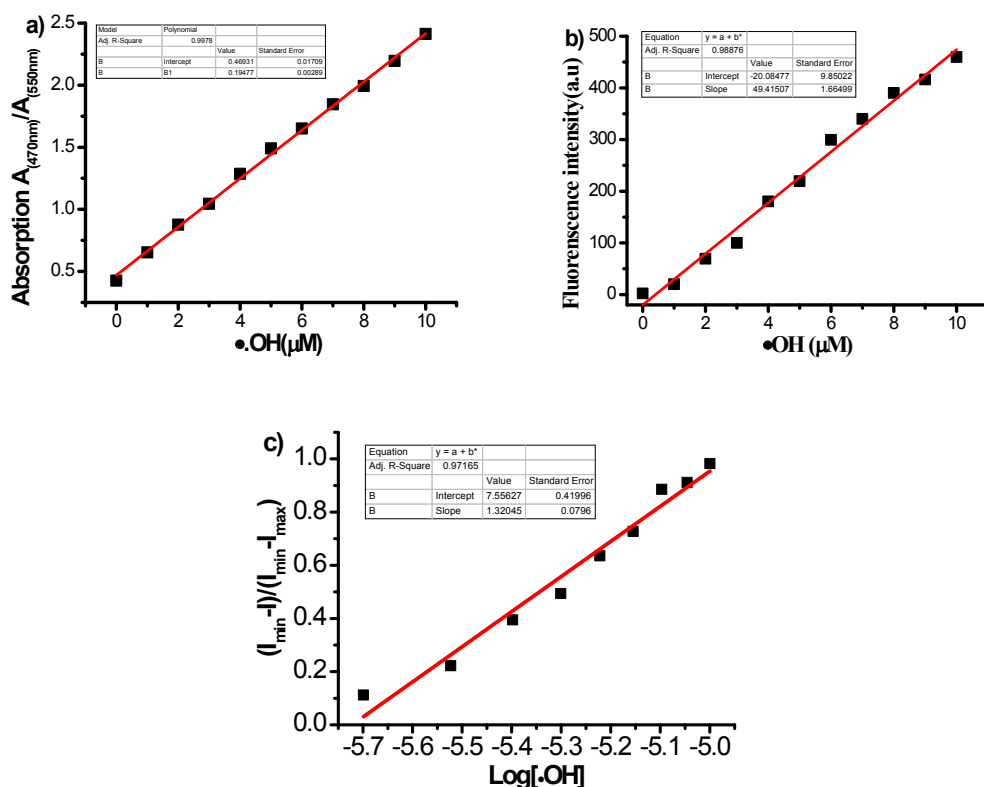 a)
Model Polynomial
Adj. R-Square 0.9978
Value Standard Error
B Intercept 0.46931 0.01709
B B1 0.19477 0.00289
2.5
2.0
1.5
1.0
0.5
0 2 4 6 8 10
Absorption A(470nm)/A(550nm)
●.OH(μM)
b)
Equation y = a + b*
Adj. R-Square 0.98876
Value Standard Error
B Intercept -20.08477 9.85022
B Slope 49.41507 1.66499
500
400
300
200
100
0
0 2 4 6 8 10
Fluorenscence intensity(a.u)
●OH (μM)
c)
Equation y = a + b*
Adj. R-Square 0.97165
Value Standard Error
B Intercept 7.55627 0.41996
B Slope 1.32045 0.0796
1.0
0.8
0.6
0.4
0.2
0.0
-5.7 -5.6 -5.5 -5.4 -5.3 -5.2 -5.1 -5.0
(Imin-I)/(Imin-Imax)
Log[·OH]